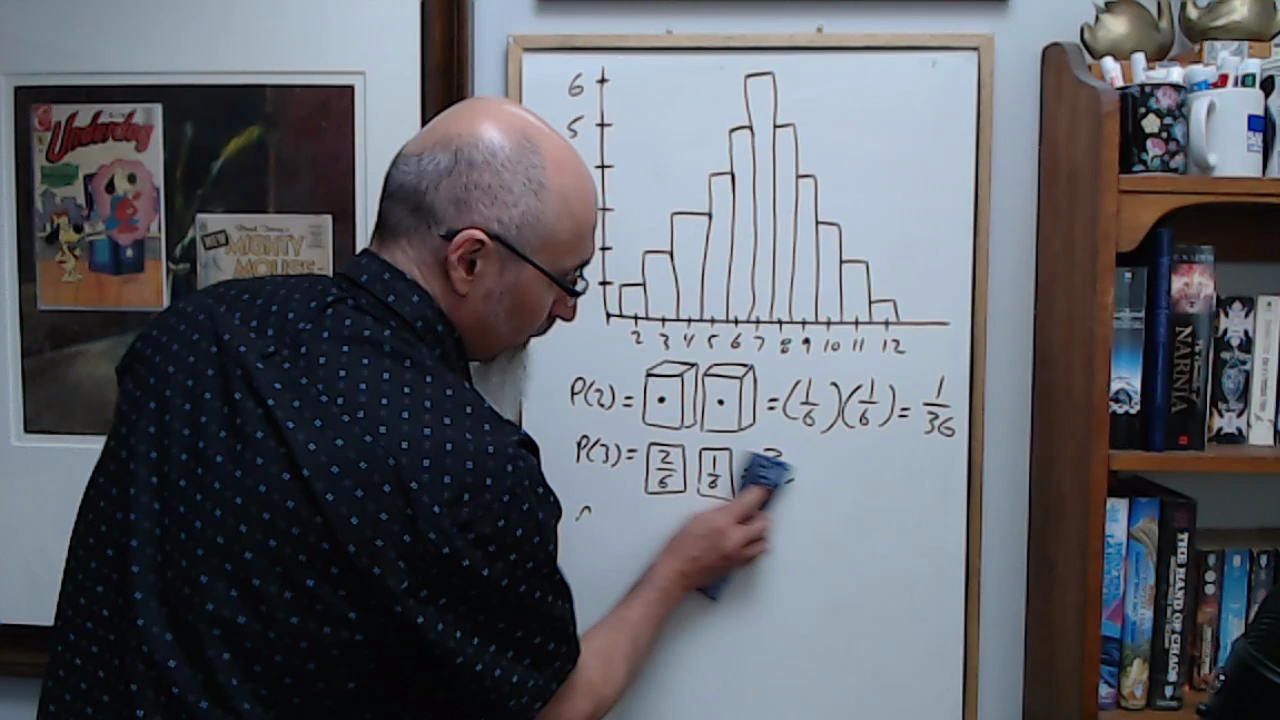 Underdog
NEW
MIGHTY
MOUSE
6
5
2 3 4 5 6 7 8 9 10 11 12
P(2) = = (1/6)(1/6) = 1/36
P(3) = 2/6 1/6
NARNIA
THE HAND OF CHAOS